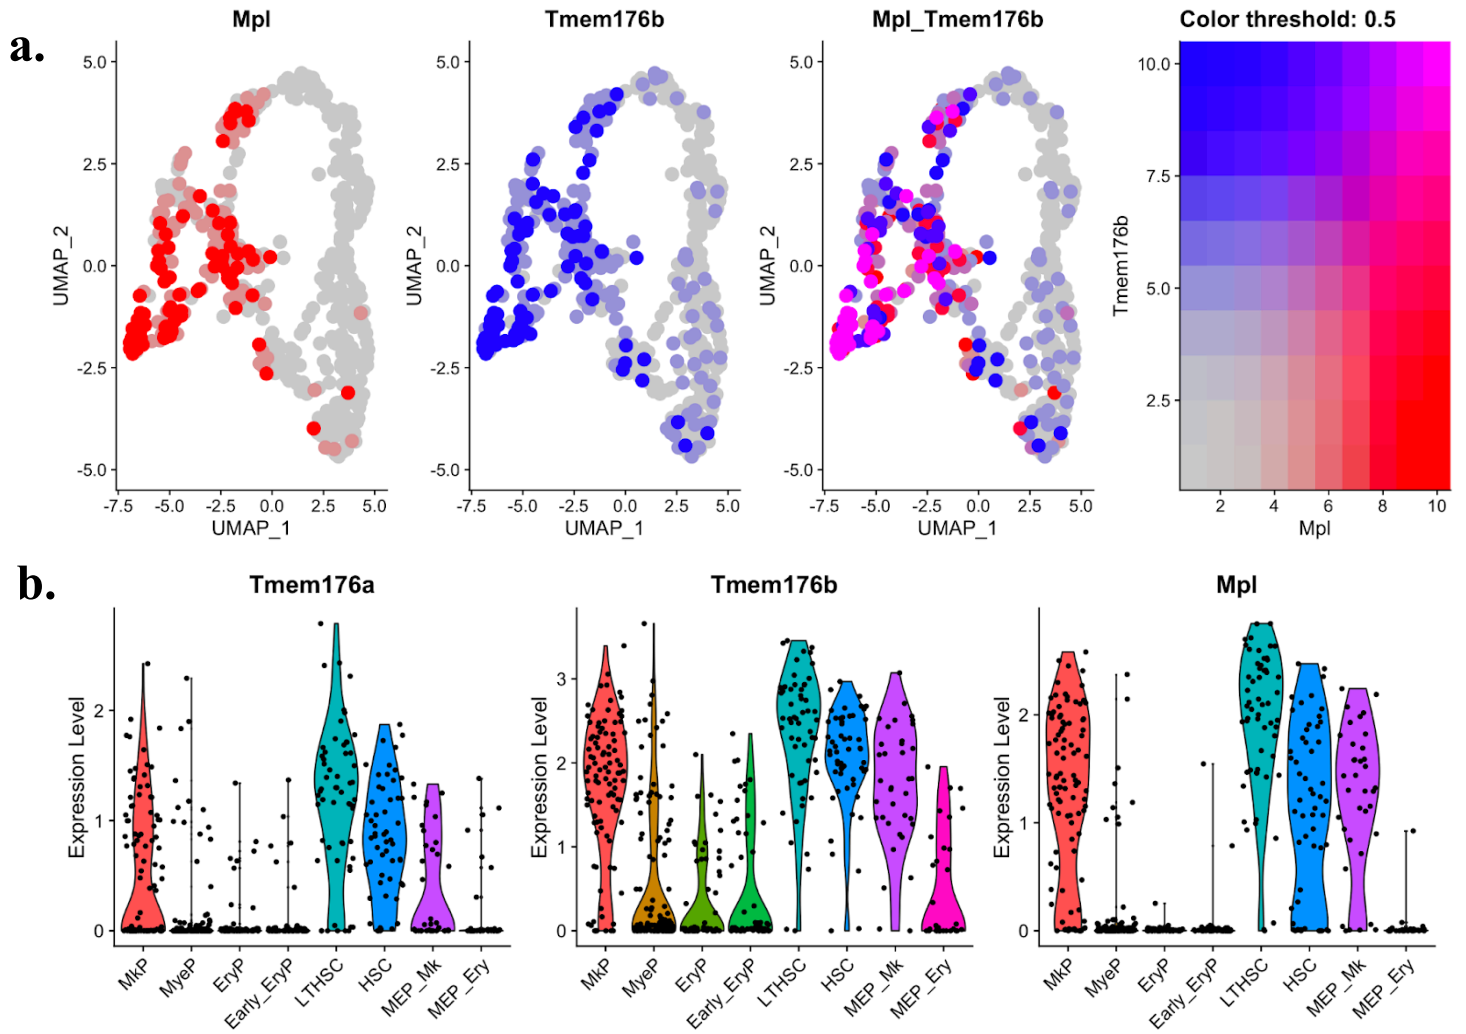 a.
Mpl
Tmem176b
Mpl_Tmem176b
Color threshold: 0.5
5.0
2.5
0.0
-2.5
-5.0
UMAP_2
-7.5 -5.0 -2.5 0.0 2.5 5.0
UMAP_1
5.0
2.5
0.0
-2.5
-5.0
UMAP_2
-7.5 -5.0 -2.5 0.0 2.5 5.0
UMAP_1
5.0
2.5
0.0
-2.5
-5.0
UMAP_2
-7.5 -5.0 -2.5 0.0 2.5 5.0
UMAP_1
10.0
7.5
5.0
2.5
Tmem176b
2 4 6 8 10
Mpl
b.
Tmem176a
Tmem176b
Mpl
2
1
0
Expression Level
MkP MyeP EryP Early_EryP LTHSC HSC MEP_Mk MEP_Ery
3
2
1
0
Expression Level
MkP MyeP EryP Early_EryP LTHSC HSC MEP_Mk MEP_Ery
2
1
0
Expression Level
MkP MyeP EryP Early_EryP LTHSC HSC MEP_Mk MEP_Ery